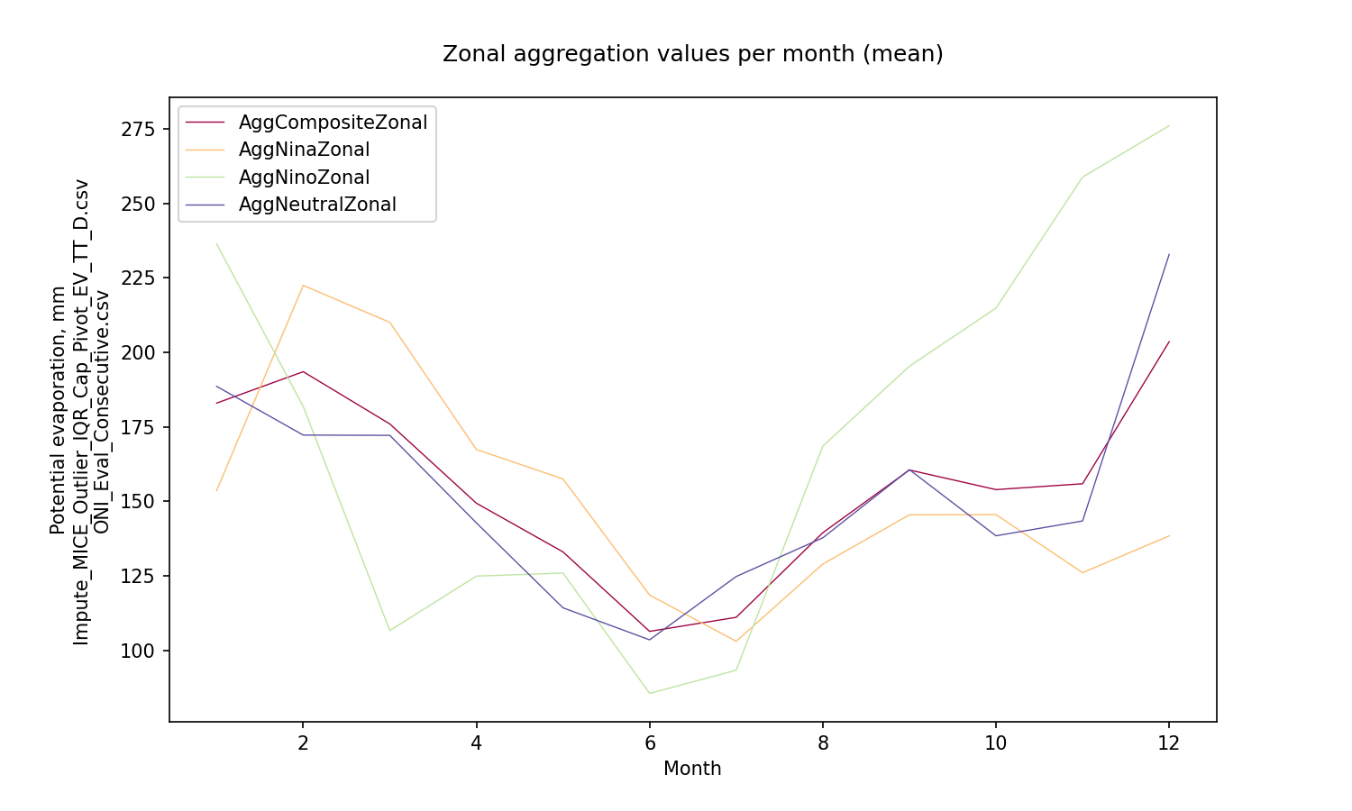 Zonal aggregation values per month (mean)
AggCompositeZonal
AggNinaZonal
AggNinoZonal
AggNeutralZonal
275
250
225
200
175
150
125
100
Potential evaporation, mm
Impute_MICE_Outlier_IQR_Cap_Pivot_EV_TT_D.csv
ONI_Eval_Consecutive.csv
2 4 6 8 10 12
Month